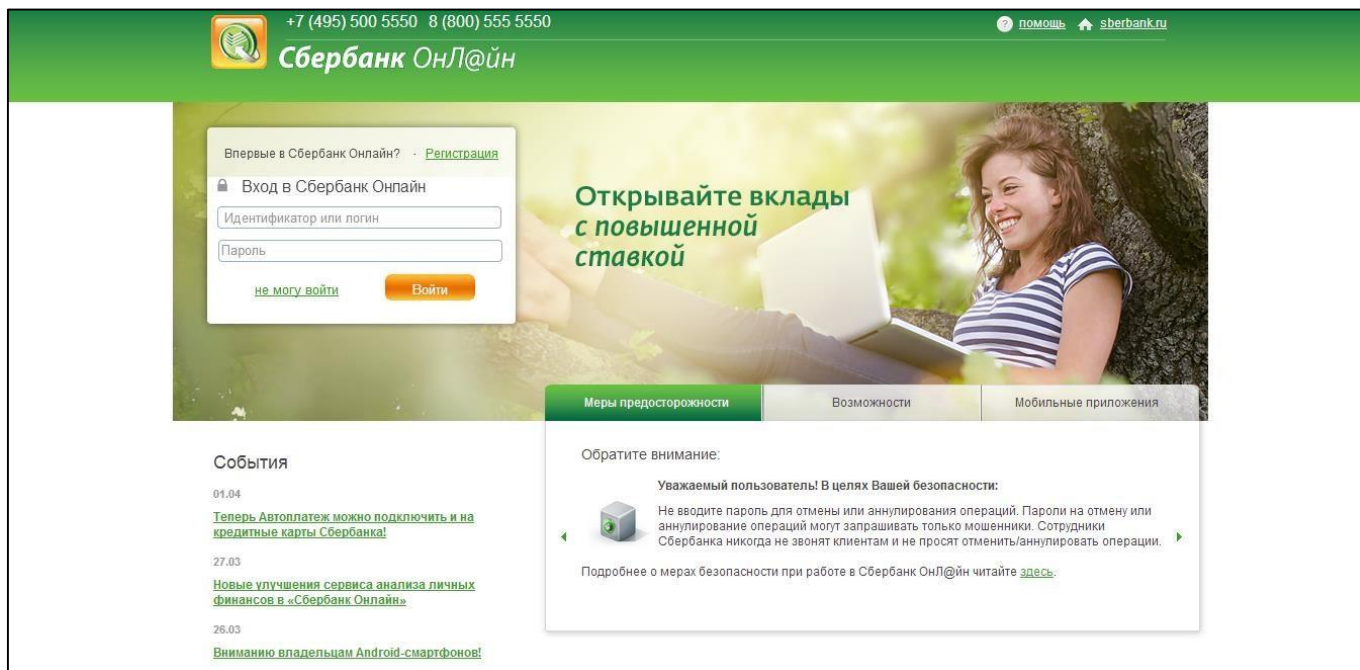 +7 (495) 500 5550 8 (800) 555 5550
помощь sberbank.ru
Сбербанк ОнЛ@йн
Впервые в Сбербанк Онлайн? - Регистрация
Вход в Сбербанк Онлайн
Идентификатор или логин
Пароль
не могу войти Войти
Открывайте вклады
с повышенной
ставкой
Меры предосторожности Возможности Мобильные приложения
События
01.04
Теперь Автоплатеж можно подключить и на
кредитные карты Сбербанка!
27.03
Новые улучшения сервиса анализа личных
финансов в «Сбербанк Онлайн»
26.03
Вниманию владельцам Android-смартфонов!
Обратите внимание:
Уважаемый пользователь! В целях Вашей безопасности:
Не вводите пароль для отмены или аннулирования операций. Пароли на отмену или
аннулирование операций могут запрашивать только мошенники. Сотрудники
Сбербанка никогда не звонят клиентам и не просят отменить/аннулировать операции.
Подробнее о мерах безопасности при работе в Сбербанк ОнЛ@йн читайте здесь.